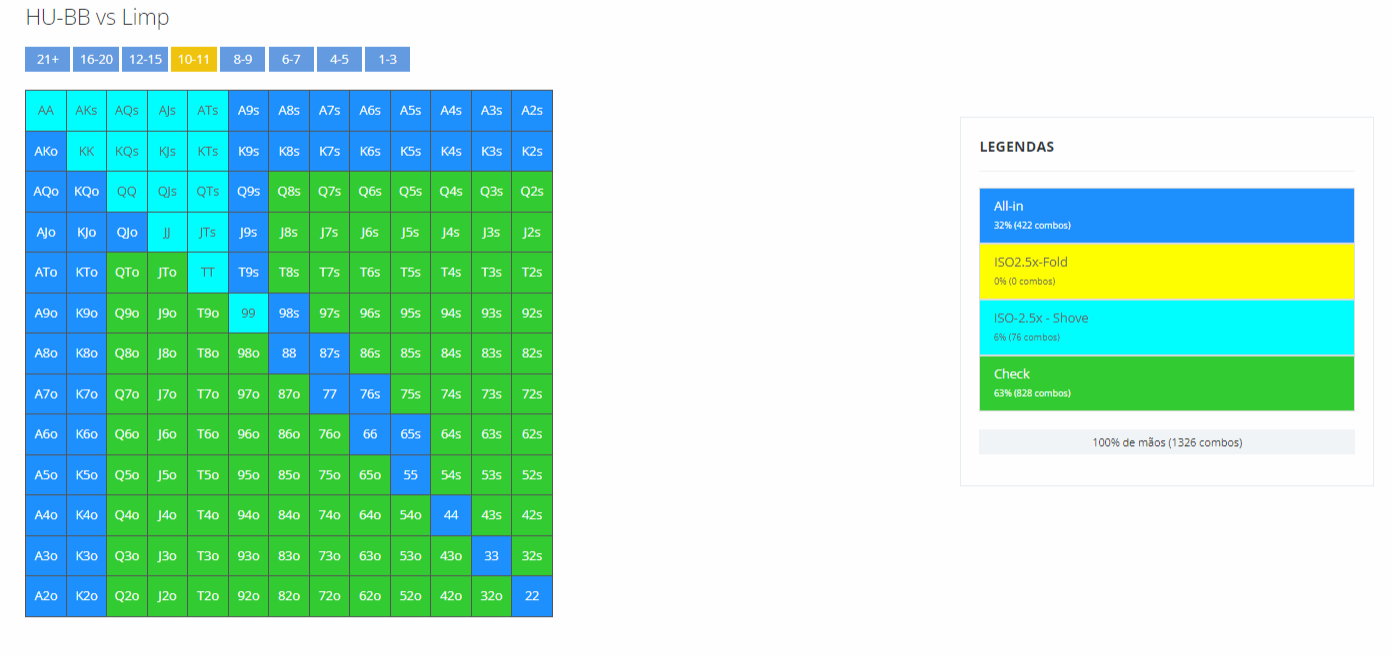 HU-BB vs Limp
21+ 16-20 12-15 10-11 8-9 6-7 4-5 1-3
AA AKs AQs AJs ATs A9s A8s A7s A6s A5s A4s A3s A2s
AKo KK KQs KJs KTs K9s K8s K7s K6s K5s K4s K3s K2s
AQo KQo QQ QJs QTs Q9s Q8s Q7s Q6s Q5s Q4s Q3s Q2s
AJo KJo QJo JJ JTs J9s J8s J7s J6s J5s J4s J3s J2s
ATo KTo QTo JTo TT T9s T8s T7s T6s T5s T4s T3s T2s
A9o K9o Q9o J9o T9o 99 98s 97s 96s 95s 94s 93s 92s
A8o K8o Q8o J8o T8o 98o 88 87s 86s 85s 84s 83s 82s
A7o K7o Q7o J7o T7o 97o 87o 77 76s 75s 74s 73s 72s
A6o K6o Q6o J6o T6o 96o 86o 76o 66 65s 64s 63s 62s
A5o K5o Q5o J5o T5o 95o 85o 75o 65o 55 54s 53s 52s
A4o K4o Q4o J4o T4o 94o 84o 74o 64o 54o 44 43s 42s
A3o K3o Q3o J3o T3o 93o 83o 73o 63o 53o 43o 33 32s
A2o K2o Q2o J2o T2o 92o 82o 72o 62o 52o 42o 32o 22
LEGENDAS
All-in
32% (422 combos)
ISO2.5x-Fold
0% (0 combos)
ISO-2.5x - Shove
6% (76 combos)
Check
63% (828 combos)
100% de mãos (1326 combos)